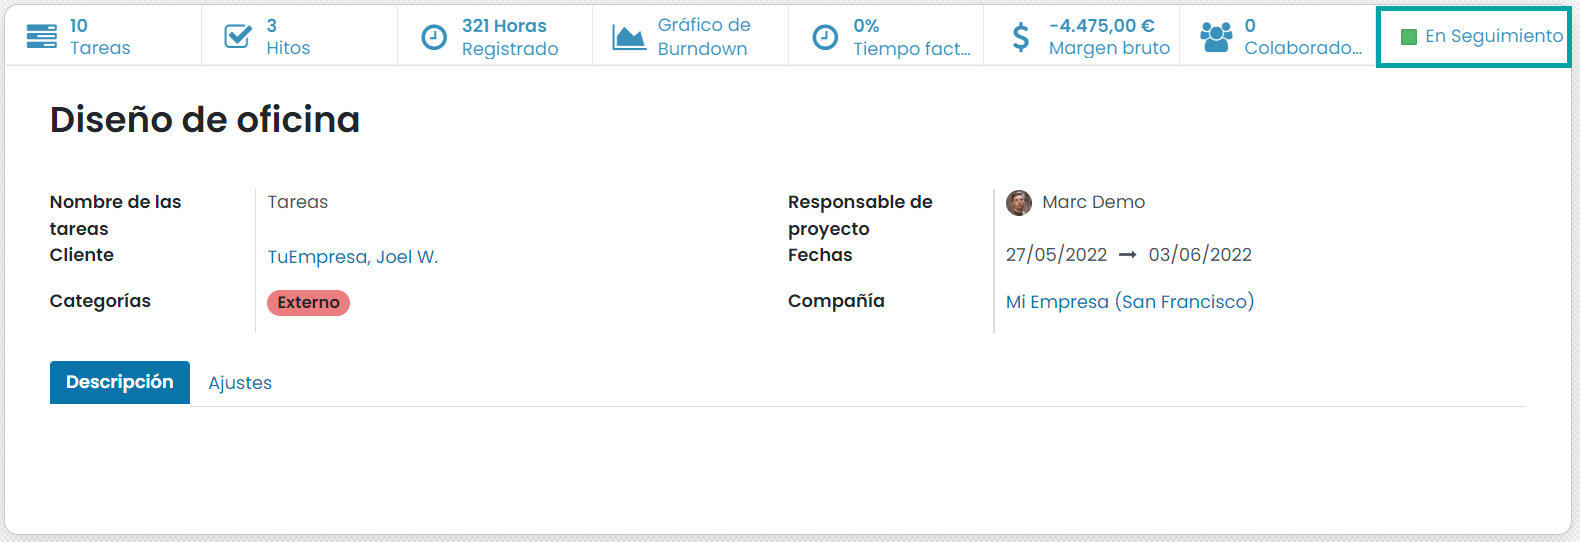 10
Tareas
3
Hitos
321 Horas
Registrado
Gráfico de
Burndown
0%
Tiempo fact...
-4.475,00 €
Margen bruto
0
Colaborado...
En Seguimiento
Diseño de oficina
Nombre de las
tareas
Tareas
Cliente
TuEmpresa, Joel W.
Categorías
Externo
Responsable de
proyecto
Marc Demo
Fechas
27/05/2022 → 03/06/2022
Compañía
Mi Empresa (San Francisco)
Descripción
Ajustes